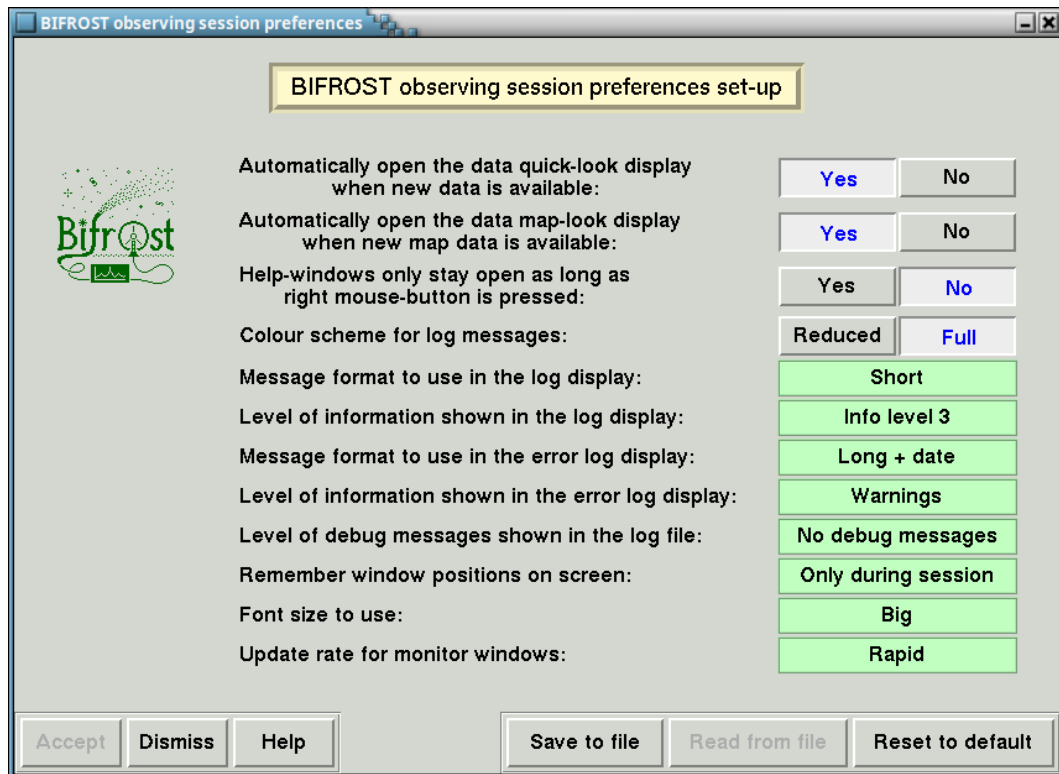 BIFROST observing session preferences
BIFROST observing session preferences set-up
Bifrost
Automatically open the data quick-look display
when new data is available:
Yes No
Automatically open the data map-look display
when new map data is available:
Yes No
Help-windows only stay open as long as
right mouse-button is pressed:
Yes No
Colour scheme for log messages: Reduced Full
Message format to use in the log display: Short
Level of information shown in the log display: Info level 3
Message format to use in the error log display: Long + date
Level of information shown in the error log display: Warnings
Level of debug messages shown in the log file: No debug messages
Remember window positions on screen: Only during session
Font size to use: Big
Update rate for monitor windows: Rapid
Accept Dismiss Help Save to file Read from file Reset to default